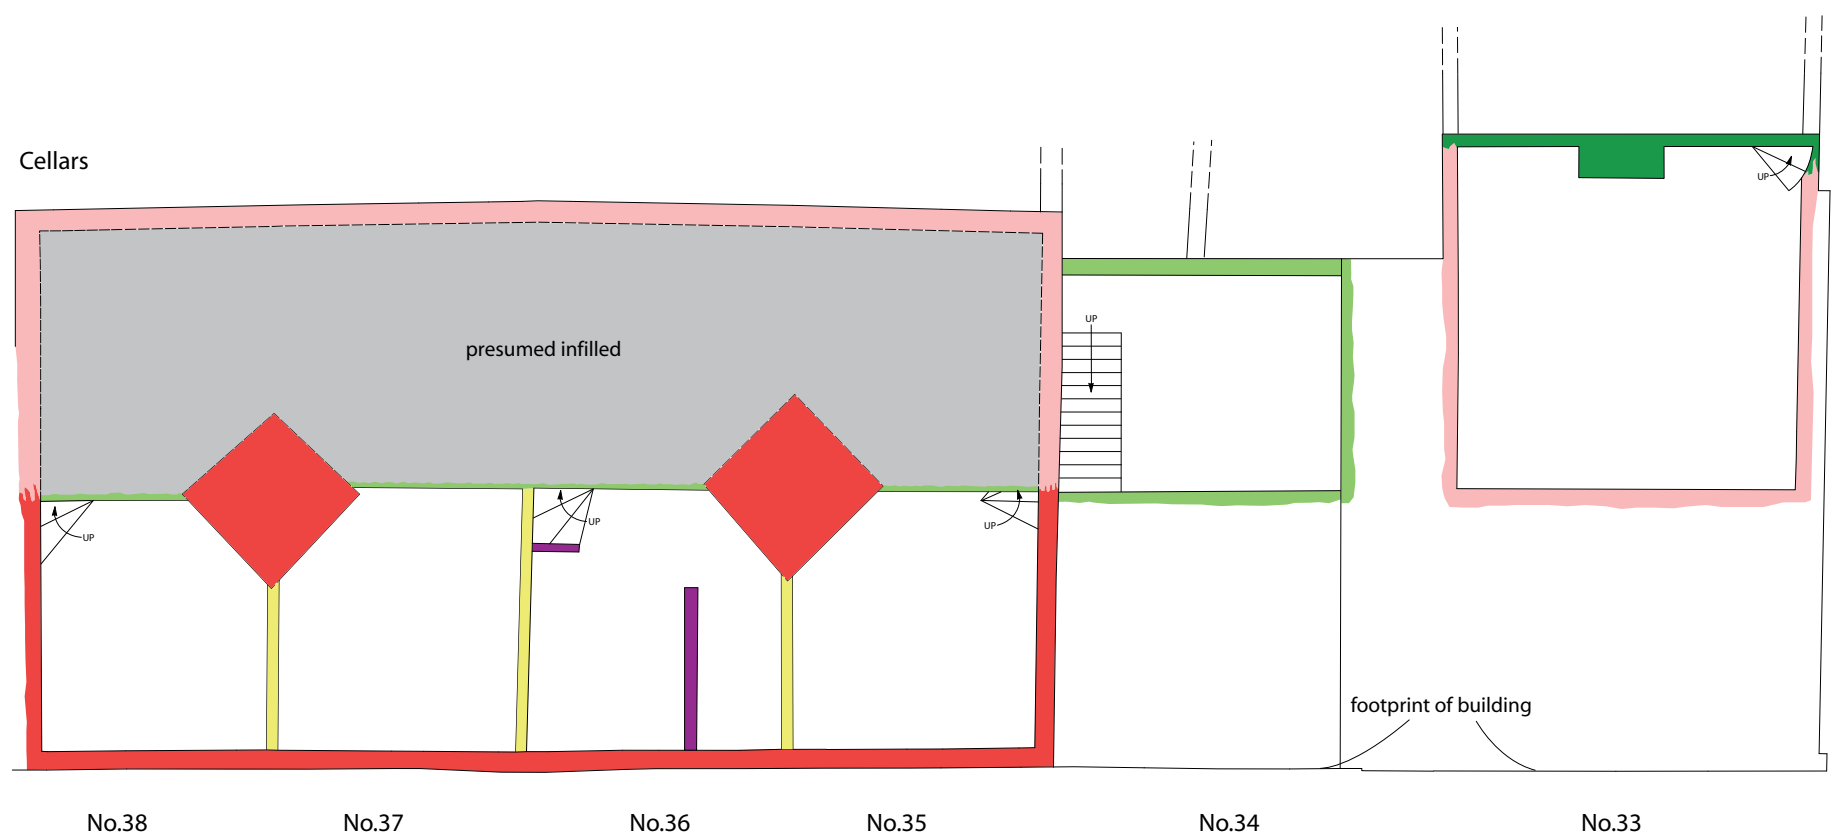 Cellars
UP
UP
presumed infilled
UP
UP
UP
footprint of building
No.38
No.37
No.36
No.35
No.34
No.33